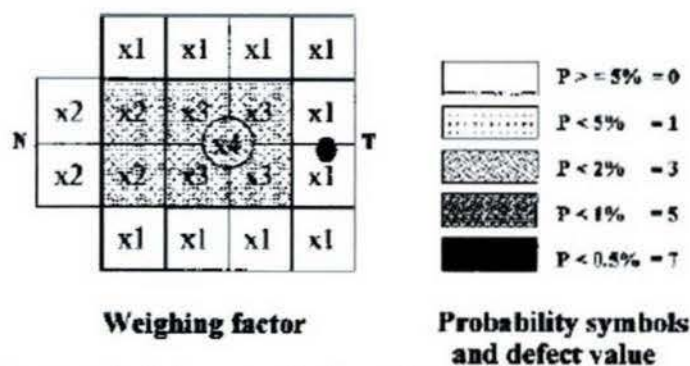 x1 x1 x1 x1
x2 x2 x3 x3 x1
N x4 T
x2 x2 x3 x3 x1
x1 x1 x1 x1
Weighing factor
P >= 5% = 0
P < 5% = 1
P < 2% = 3
P < 1% = 5
P < 0.5% = 7
Probability symbols
and defect value